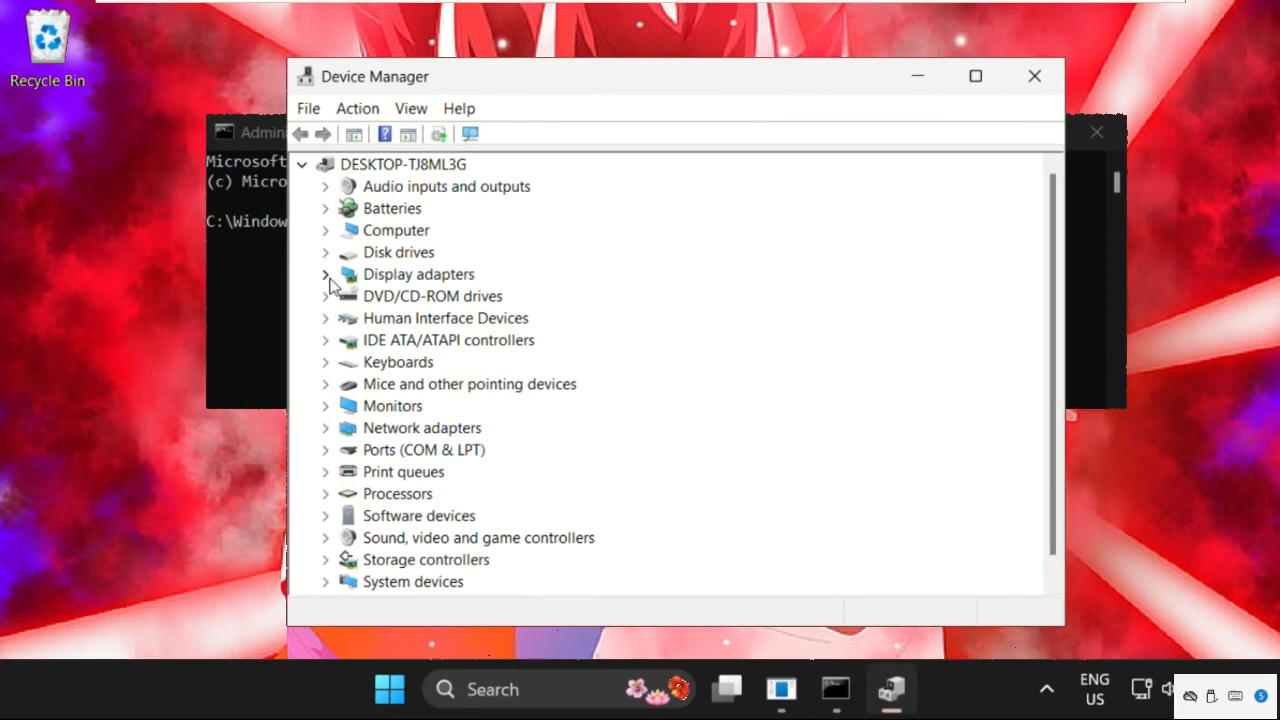 Recycle Bin
Device Manager
File Action View Help
Admin
Microsoft
(c) Micro
C:\Window
DESKTOP-TJ8ML3G
Audio inputs and outputs
Batteries
Computer
Disk drives
Display adapters
DVD/CD-ROM drives
Human Interface Devices
IDE ATA/ATAPI controllers
Keyboards
Mice and other pointing devices
Monitors
Network adapters
Ports (COM & LPT)
Print queues
Processors
Software devices
Sound, video and game controllers
Storage controllers
System devices
Search
ENG
US
5